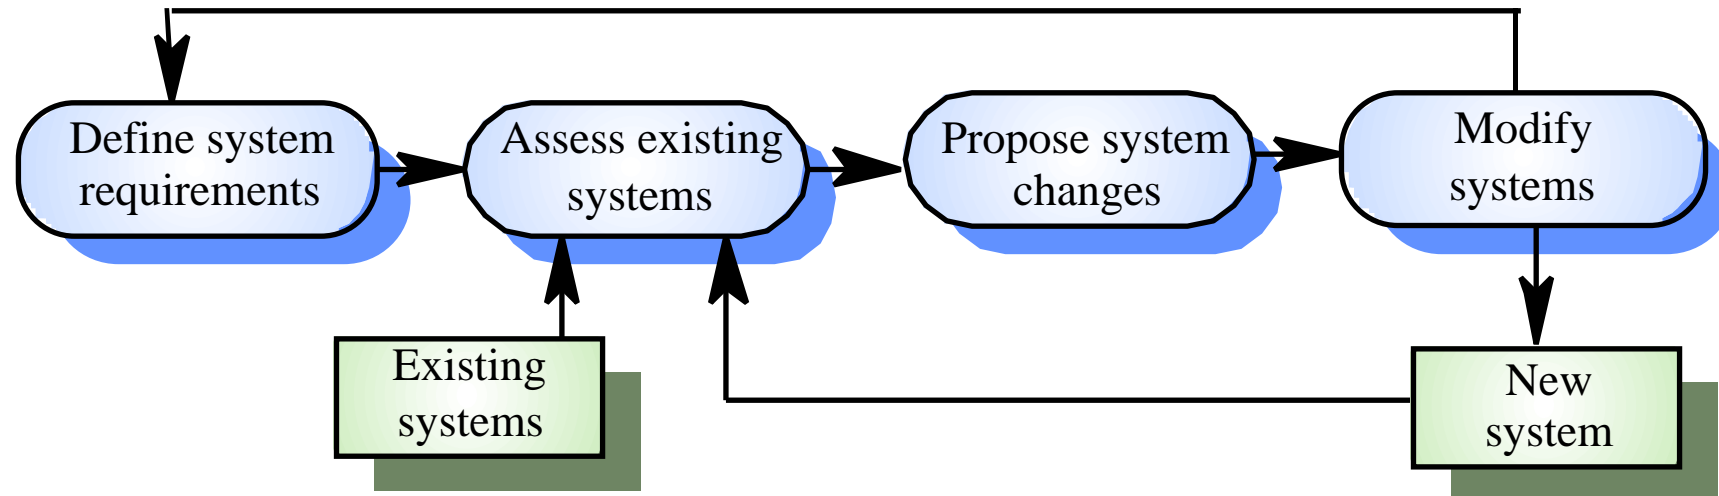 Define system
requirements
Assess existing
systems
Propose system
changes
Modify
systems
Existing
systems
New
system